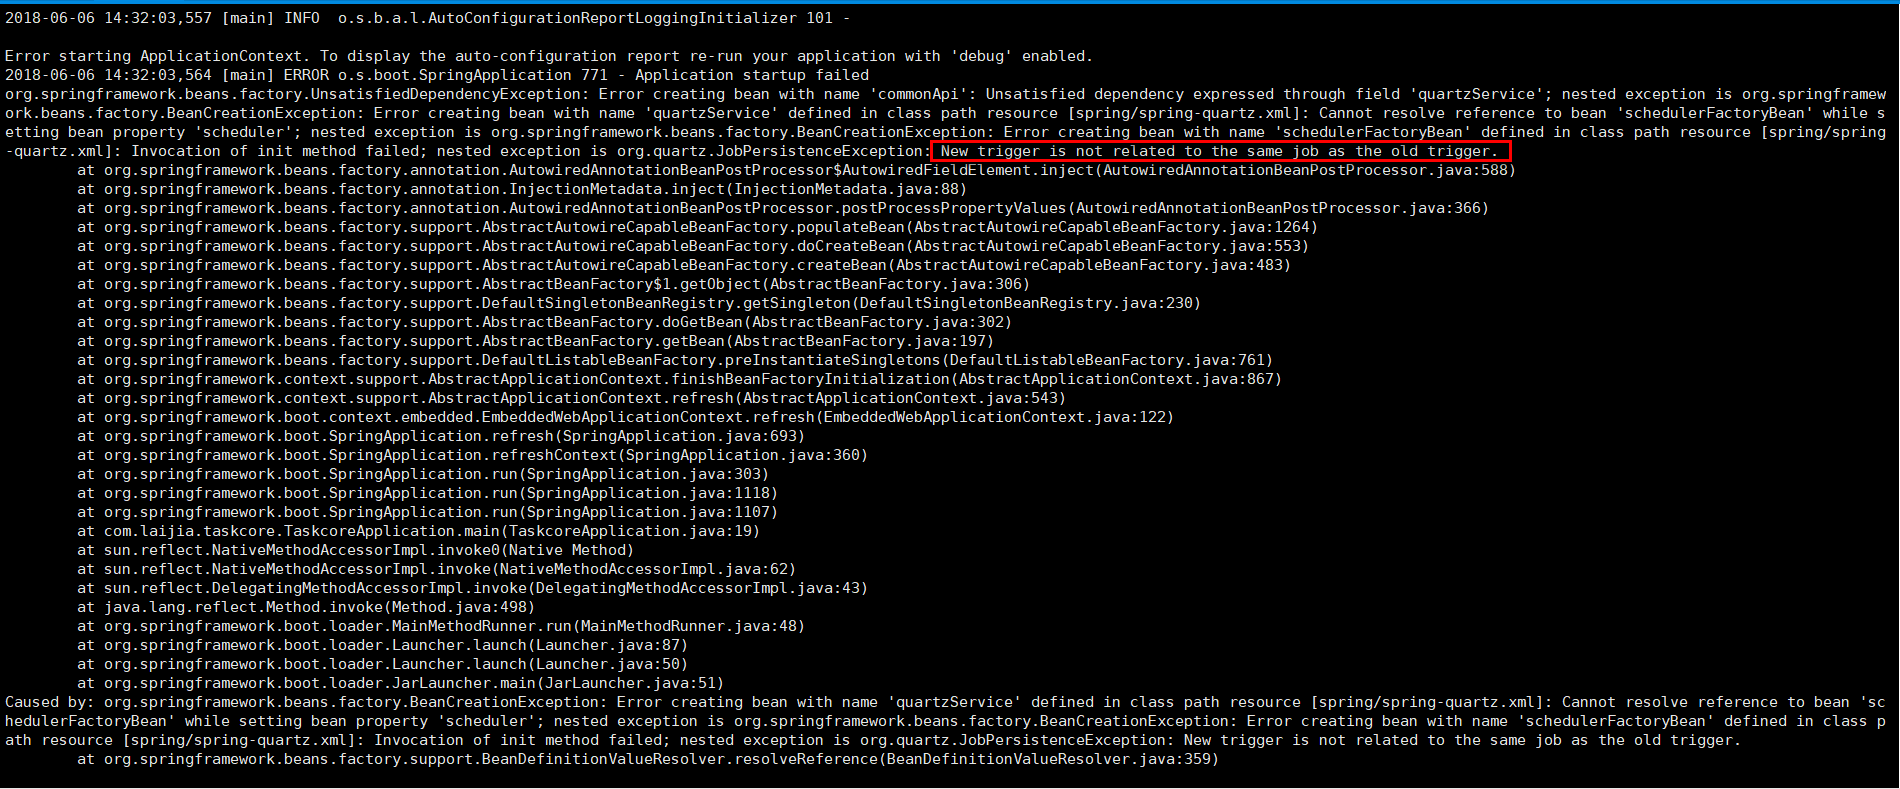 2018-06-06 14:32:03,557 [main] INFO  o.s.b.a.l.AutoConfigurationReportLoggingInitializer 101 -
Error starting ApplicationContext. To display the auto-configuration report re-run your application with 'debug' enabled.
2018-06-06 14:32:03,564 [main] ERROR o.s.boot.SpringApplication 771 - Application startup failed
org.springframework.beans.factory.UnsatisfiedDependencyException: Error creating bean with name 'commonApi': Unsatisfied dependency expressed through field 'quartzService'; nested exception is org.springframew
ork.beans.factory.BeanCreationException: Error creating bean with name 'quartzService' defined in class path resource [spring/spring-quartz.xml]: Cannot resolve reference to bean 'schedulerFactoryBean' while s
etting bean property 'scheduler'; nested exception is org.springframework.beans.factory.BeanCreationException: Error creating bean with name 'schedulerFactoryBean' defined in class path resource [spring/spring
-quartz.xml]: Invocation of init method failed; nested exception is org.quartz.JobPersistenceException: New trigger is not related to the same job as the old trigger.
        at org.springframework.beans.factory.annotation.AutowiredAnnotationBeanPostProcessor$AutowiredFieldElement.inject(AutowiredAnnotationBeanPostProcessor.java:588)
        at org.springframework.beans.factory.annotation.InjectionMetadata.inject(InjectionMetadata.java:88)
        at org.springframework.beans.factory.annotation.AutowiredAnnotationBeanPostProcessor.postProcessPropertyValues(AutowiredAnnotationBeanPostProcessor.java:366)
        at org.springframework.beans.factory.support.AbstractAutowireCapableBeanFactory.populateBean(AbstractAutowireCapableBeanFactory.java:1264)
        at org.springframework.beans.factory.support.AbstractAutowireCapableBeanFactory.doCreateBean(AbstractAutowireCapableBeanFactory.java:553)
        at org.springframework.beans.factory.support.AbstractAutowireCapableBeanFactory.createBean(AbstractAutowireCapableBeanFactory.java:483)
        at org.springframework.beans.factory.support.AbstractBeanFactory$1.getObject(AbstractBeanFactory.java:306)
        at org.springframework.beans.factory.support.DefaultSingletonBeanRegistry.getSingleton(DefaultSingletonBeanRegistry.java:230)
        at org.springframework.beans.factory.support.AbstractBeanFactory.doGetBean(AbstractBeanFactory.java:302)
        at org.springframework.beans.factory.support.AbstractBeanFactory.getBean(AbstractBeanFactory.java:197)
        at org.springframework.beans.factory.support.DefaultListableBeanFactory.preInstantiateSingletons(DefaultListableBeanFactory.java:761)
        at org.springframework.context.support.AbstractApplicationContext.finishBeanFactoryInitialization(AbstractApplicationContext.java:867)
        at org.springframework.context.support.AbstractApplicationContext.refresh(AbstractApplicationContext.java:543)
        at org.springframework.boot.context.embedded.EmbeddedWebApplicationContext.refresh(EmbeddedWebApplicationContext.java:122)
        at org.springframework.boot.SpringApplication.refresh(SpringApplication.java:693)
        at org.springframework.boot.SpringApplication.refreshContext(SpringApplication.java:360)
        at org.springframework.boot.SpringApplication.run(SpringApplication.java:303)
        at org.springframework.boot.SpringApplication.run(SpringApplication.java:1118)
        at org.springframework.boot.SpringApplication.run(SpringApplication.java:1107)
        at com.laijia.taskcore.TaskcoreApplication.main(TaskcoreApplication.java:19)
        at sun.reflect.NativeMethodAccessorImpl.invoke0(Native Method)
        at sun.reflect.NativeMethodAccessorImpl.invoke(NativeMethodAccessorImpl.java:62)
        at sun.reflect.DelegatingMethodAccessorImpl.invoke(DelegatingMethodAccessorImpl.java:43)
        at java.lang.reflect.Method.invoke(Method.java:498)
        at org.springframework.boot.loader.MainMethodRunner.run(MainMethodRunner.java:48)
        at org.springframework.boot.loader.Launcher.launch(Launcher.java:87)
        at org.springframework.boot.loader.Launcher.launch(Launcher.java:50)
        at org.springframework.boot.loader.JarLauncher.main(JarLauncher.java:51)
Caused by: org.springframework.beans.factory.BeanCreationException: Error creating bean with name 'quartzService' defined in class path resource [spring/spring-quartz.xml]: Cannot resolve reference to bean 'sc
hedulerFactoryBean' while setting bean property 'scheduler'; nested exception is org.springframework.beans.factory.BeanCreationException: Error creating bean with name 'schedulerFactoryBean' defined in class p
ath resource [spring/spring-quartz.xml]: Invocation of init method failed; nested exception is org.quartz.JobPersistenceException: New trigger is not related to the same job as the old trigger.
        at org.springframework.beans.factory.support.BeanDefinitionValueResolver.resolveReference(BeanDefinitionValueResolver.java:359)